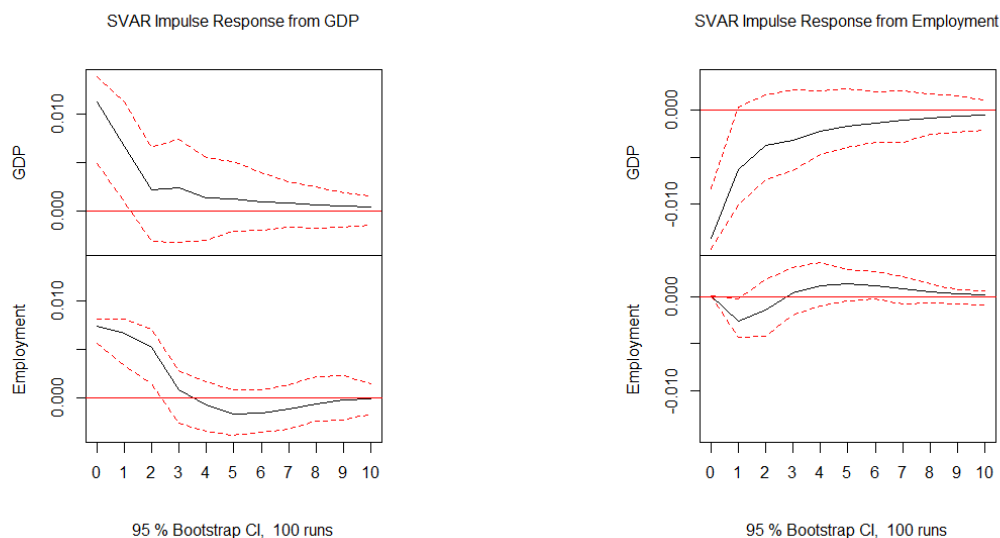 SVAR Impulse Response from GDP
GDP
0.010
0.000
Employment
0.010
0.000
0 1 2 3 4 5 6 7 8 9 10
95 % Bootstrap CI, 100 runs
SVAR Impulse Response from Employment
GDP
0.000
-0.010
Employment
0.000
-0.010
0 1 2 3 4 5 6 7 8 9 10
95 % Bootstrap CI, 100 runs